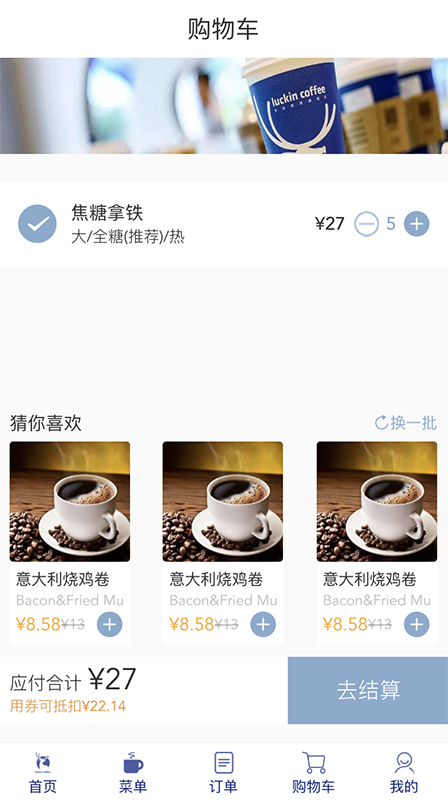 购物车
luckin coffee
焦糖拿铁
大/全糖(推荐)/热
¥27
5
猜你喜欢
换一批
意大利烧鸡卷
意大利烧鸡卷
意大利烧鸡卷
Bacon&Fried Mu
Bacon&Fried Mu
Bacon&Fried Mu
¥8.58 ¥13
¥8.58 ¥13
¥8.58 ¥13
应付合计 ¥27
用券可抵扣¥22.14
去结算
首页
菜单
订单
购物车
我的